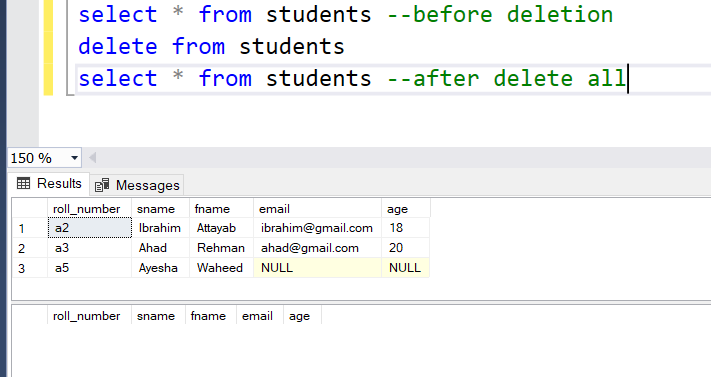 select * from students --before deletion
delete from students
select * from students --after delete all
150 %
Results Messages
roll_number sname fname email age
1 a2 Ibrahim Attayab ibrahim@gmail.com 18
2 a3 Ahad Rehman ahad@gmail.com 20
3 a5 Ayesha Waheed NULL NULL
roll_number sname fname email age